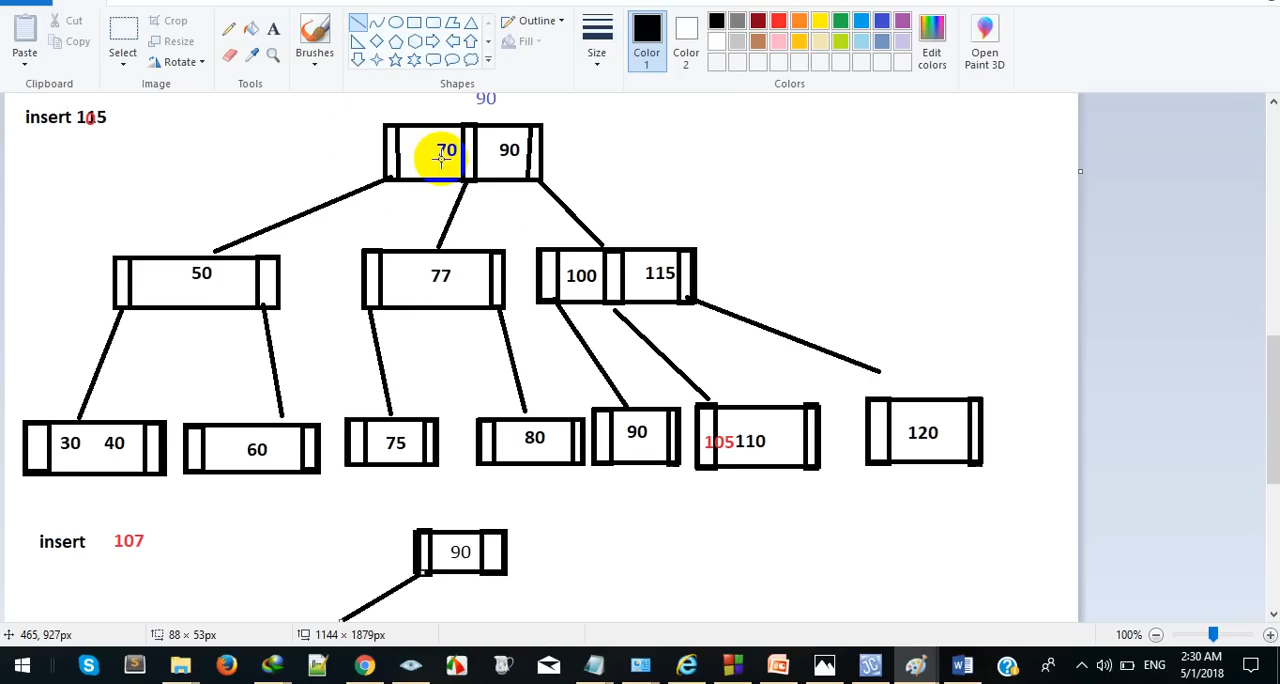 Paste
Cut
Copy
Clipboard
Select
Crop
Resize
Rotate
Image
Tools
Brushes
Shapes
Outline
Fill
Size
Color
1
Color
2
Colors
Edit
colors
Open
Paint 3D
90
insert 115
0
70 90
50 77 100 115
30 40 60 75 80 90 105 110 120
insert 107
90
465, 927px
88 × 53px
1144 × 1879px
100%
ENG
2:30 AM
5/1/2018